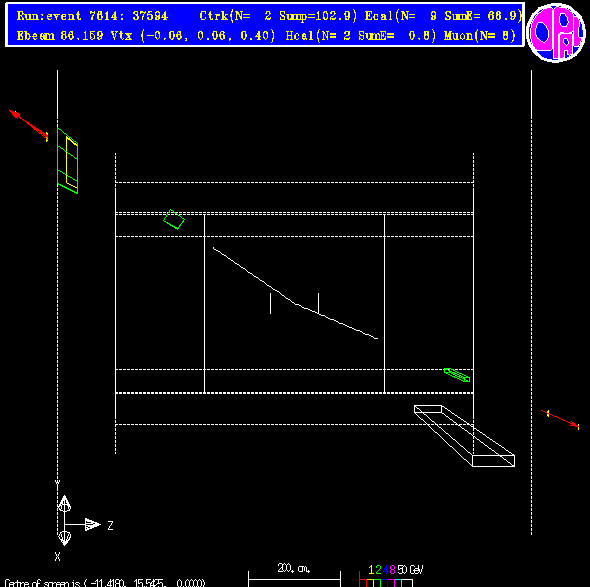 Run:event 7614: 37594 Ctrk(N= 2 Sump=102.9) Ecal(N= 9 SumE= 66.9)
Ebeam 86.159 Vtx (-0.06, 0.06, 0.40) Hcal(N= 2 SumE= 0.8) Muon(N= 8)
OPAL
Y
Z
X
200. cm.
1 2 4 8 50 GeV
Centre of screen is ( -11.4180, 15.5425, 0.0000)